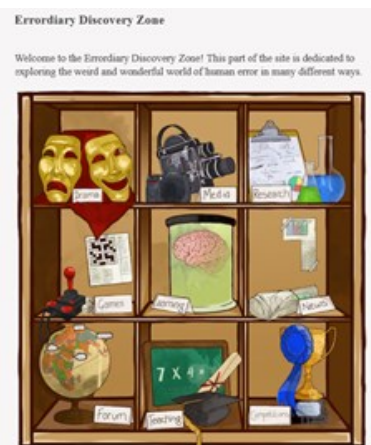 Errordiary Discovery Zone
Welcome to the Errordiary Discovery Zone! This part of the site is dedicated to
exploring the weird and wonderful world of human error in many different ways.
Drama
Media
Research
Games
Learning
News
Forum
7 X 4 =
Teaching
Competitions